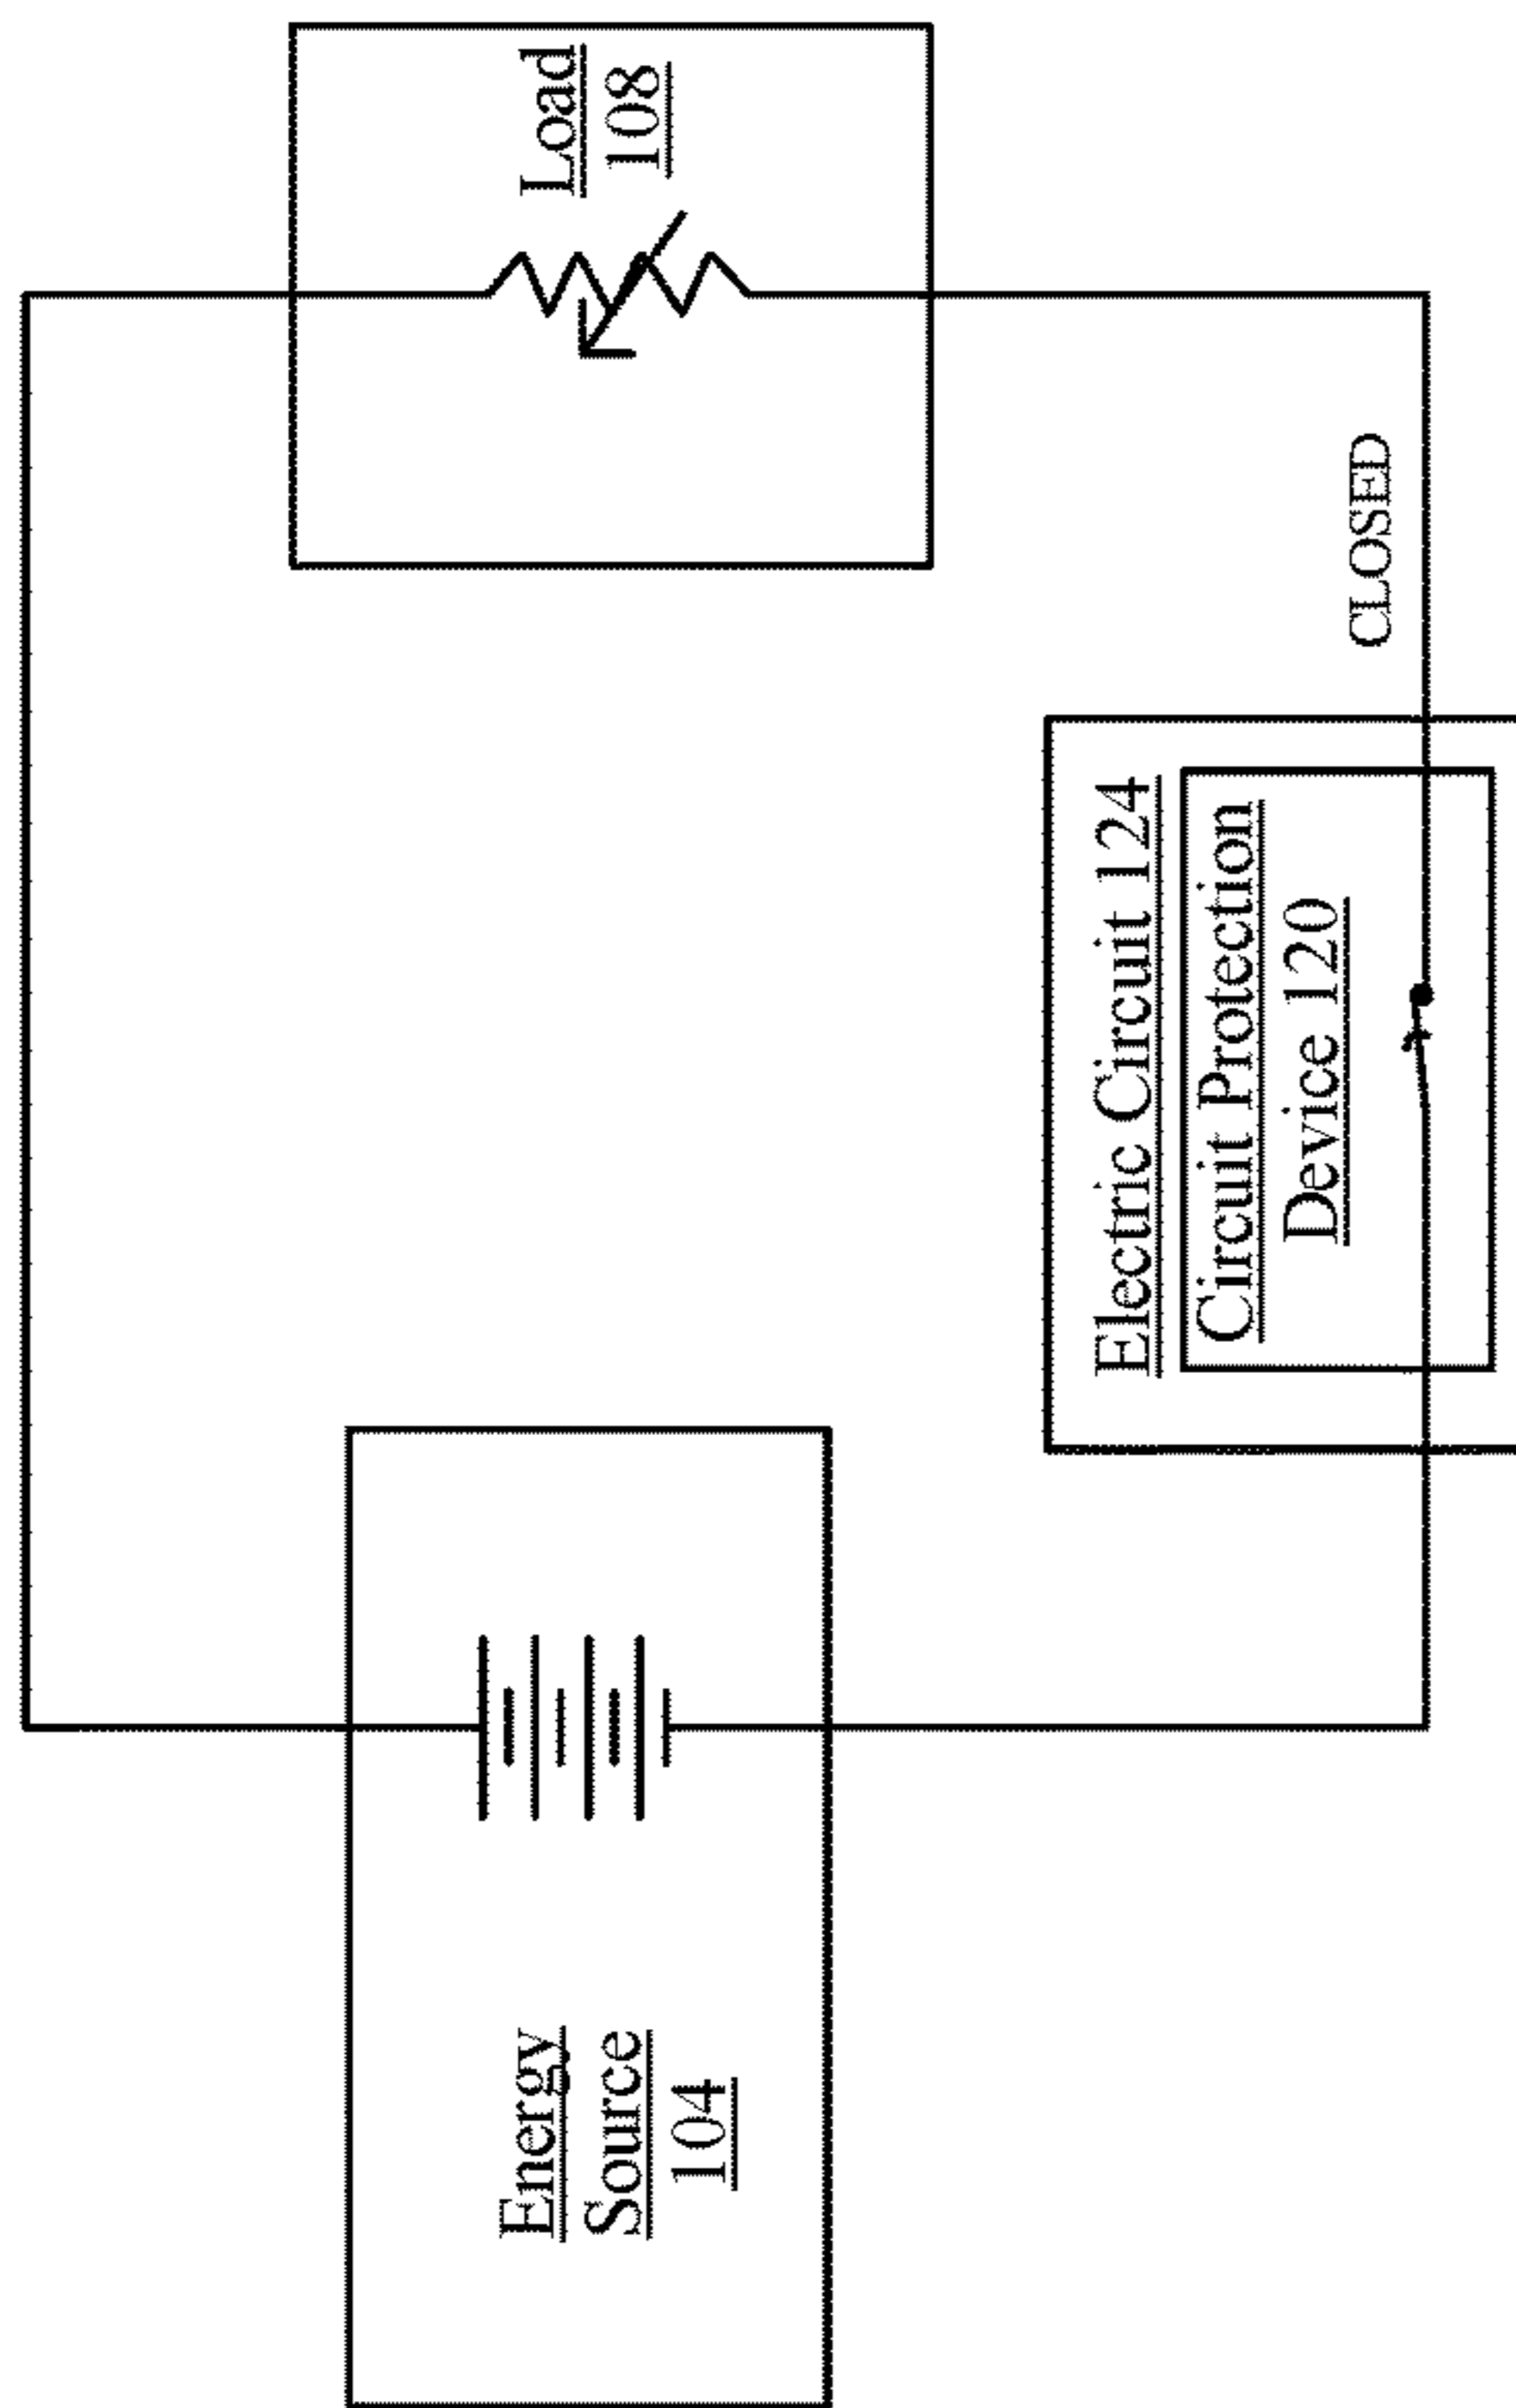 Energy
Source
104
Load
108
CLOSED
Electric Circuit 124
Circuit Protection
Device 120